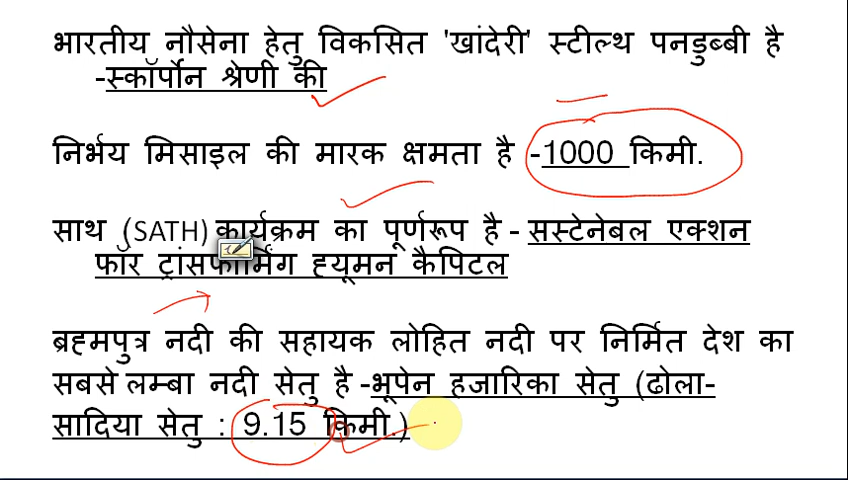 भारतीय नौसेना हेतु विकसित 'खांदेरी' स्टील्थ पनडुब्बी है
-स्कॉर्पोन श्रेणी की
निर्भय मिसाइल की मारक क्षमता है -1000 किमी.
साथ (SATH) कार्यक्रम का पूर्णरूप है - सस्टेनेबल एक्शन
फॉर ट्रांसफॉर्मिंग ह्यूमन कैपिटल
ब्रह्मपुत्र नदी की सहायक लोहित नदी पर निर्मित देश का
सबसे लम्बा नदी सेतु है -भूपेन हजारिका सेतु (ढोला-
सादिया सेतु : 9.15 किमी.)